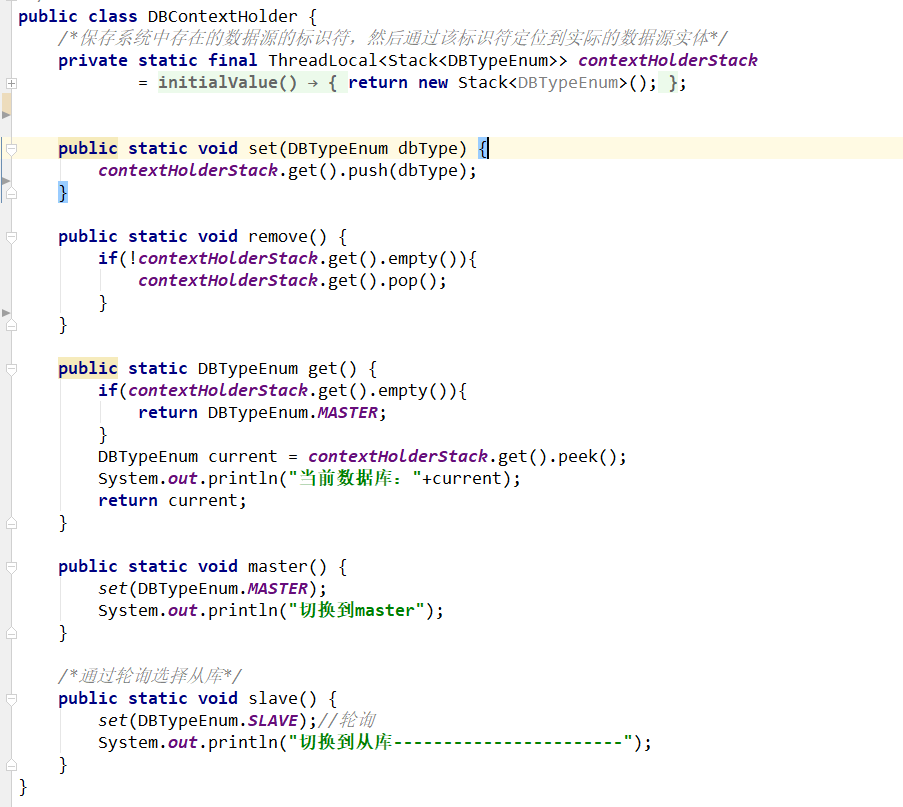 public class DBContextHolder {
/*保存系统中存在的数据源的标识符，然后通过该标识符定位到实际的数据源实体*/
private static final ThreadLocal<Stack<DBTypeEnum>> contextHolderStack
= initialValue() → { return new Stack<DBTypeEnum>(); };
public static void set(DBTypeEnum dbType) {
contextHolderStack.get().push(dbType);
}
public static void remove() {
if(!contextHolderStack.get().empty()){
contextHolderStack.get().pop();
}
}
public static DBTypeEnum get() {
if(contextHolderStack.get().empty()){
return DBTypeEnum.MASTER;
}
DBTypeEnum current = contextHolderStack.get().peek();
System.out.println("当前数据库："+current);
return current;
}
public static void master() {
set(DBTypeEnum.MASTER);
System.out.println("切换到master");
}
/*通过轮询选择从库*/
public static void slave() {
set(DBTypeEnum.SLAVE);//轮询
System.out.println("切换到从库-----------------------");
}
}